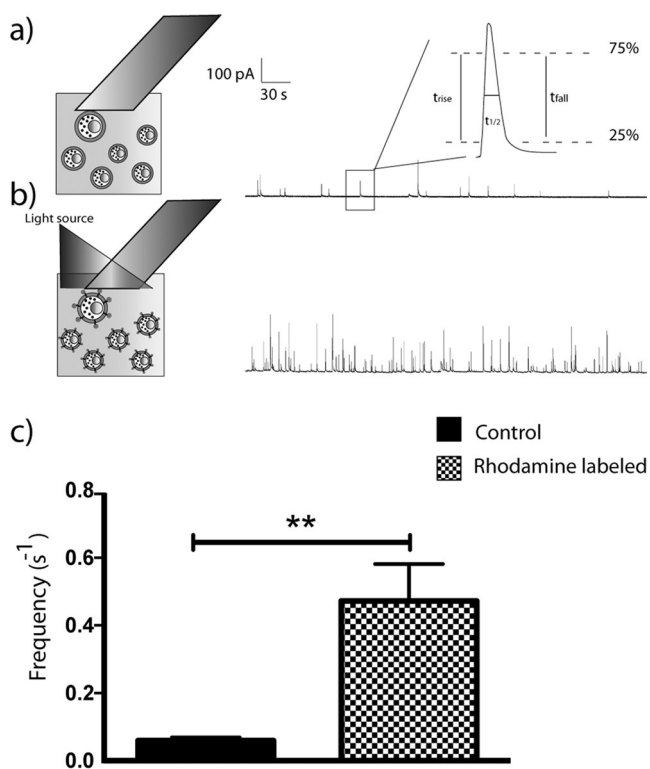 a)
100 pA
30 s
75%
trise
tfall
t1/2
25%
b)
Light source
c)
Control
Rhodamine labeled
Frequency (s-1)
0.8
0.6
0.4
0.2
0.0
**